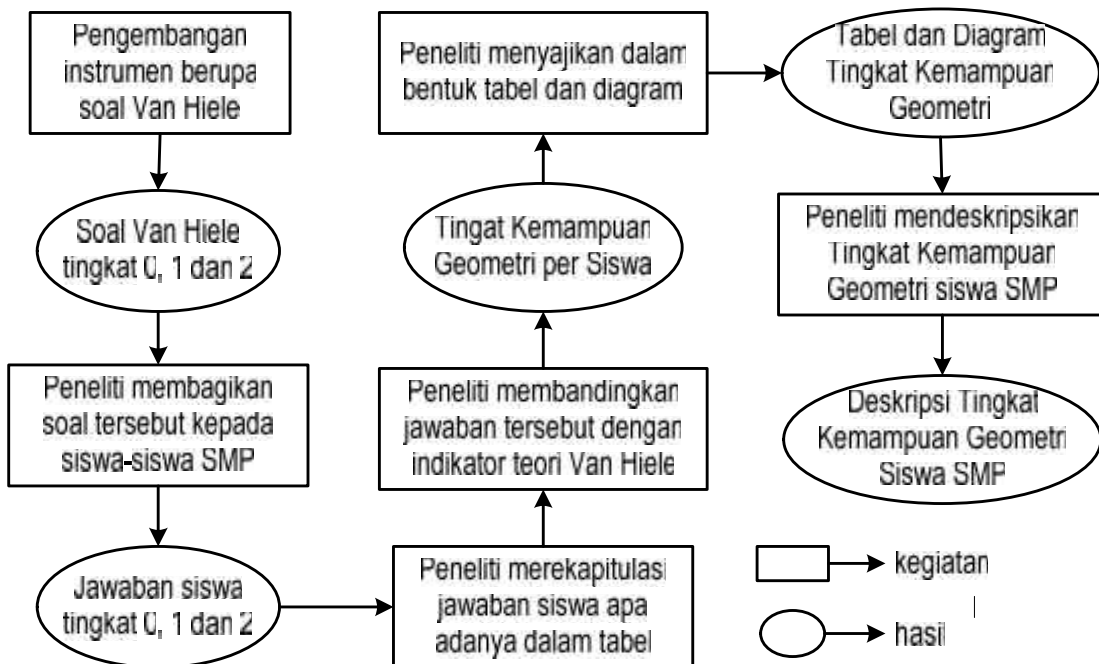 Pengembangan
instrumen berupa
soal Van Hiele
Soal Van Hiele
tingkat 0, 1 dan 2
Peneliti membagikan
soal tersebut kepada
siswa-siswa SMP
Jawaban siswa
tingkat 0, 1 dan 2
Peneliti merekapitulasi
jawaban siswa apa
adanya dalam tabel
Peneliti membandingkan
jawaban tersebut dengan
indikator teori Van Hiele
Tingat Kemampuan
Geometri per Siswa
Peneliti menyajikan dalam
bentuk tabel dan diagram
Tabel dan Diagram
Tingkat Kemampuan
Geometri
Peneliti mendeskripsikan
Tingkat Kemampuan
Geometri siswa SMP
Deskripsi Tingkat
Kemampuan Geometri
Siswa SMP
kegiatan
hasil